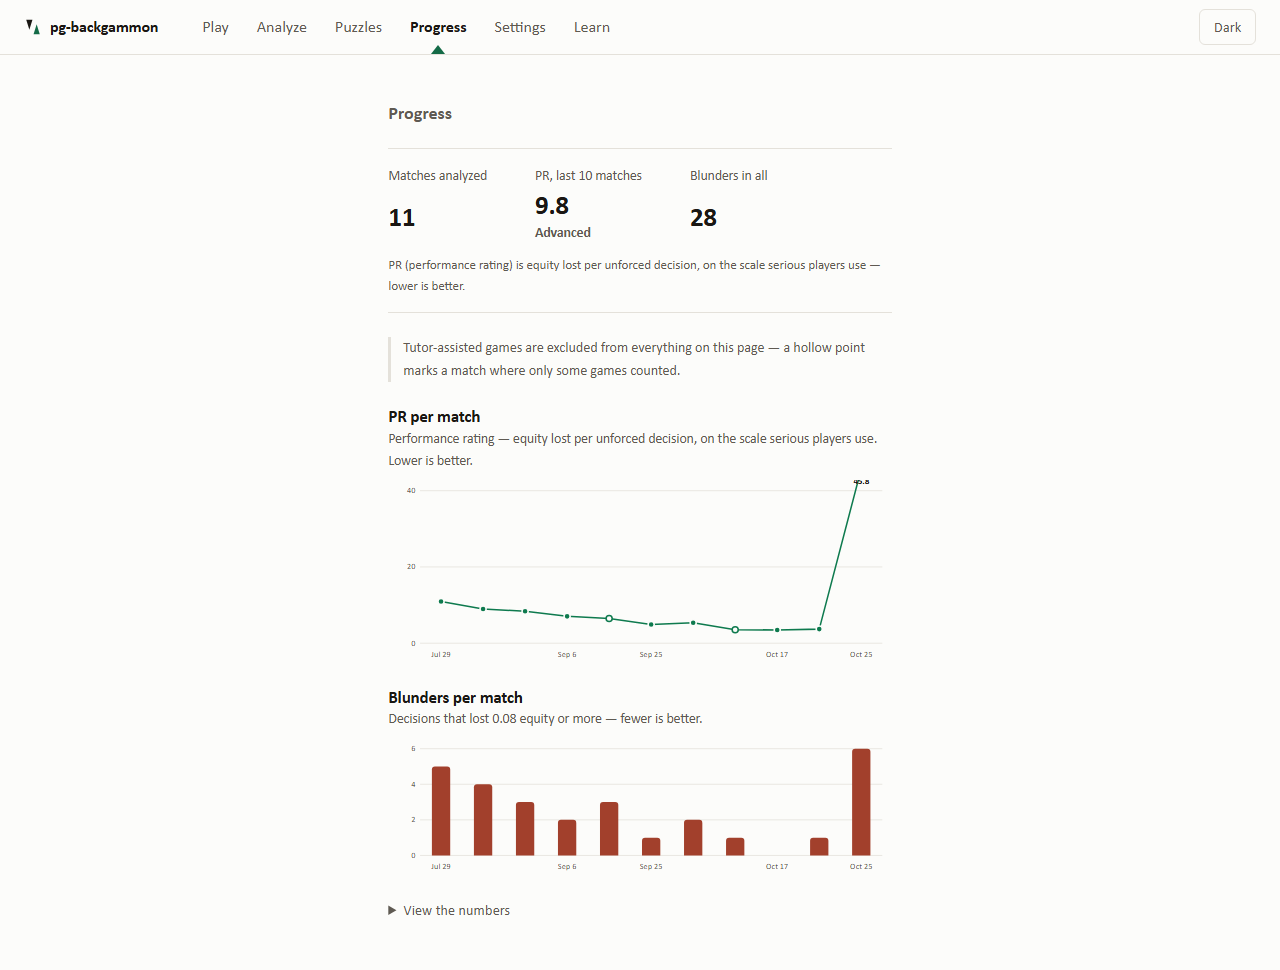 pg-backgammon Play Analyze Puzzles Progress Settings Learn Dark
Progress
Matches analyzed PR, last 10 matches Blunders in all
11 9.8 28
Advanced
PR (performance rating) is equity lost per unforced decision, on the scale serious players use —
lower is better.
Tutor-assisted games are excluded from everything on this page — a hollow point
marks a match where only some games counted.
PR per match
Performance rating — equity lost per unforced decision, on the scale serious players use.
Lower is better.
40
20
0
Jul 29 Sep 6 Sep 25 Oct 17 Oct 25
Blunders per match
Decisions that lost 0.08 equity or more — fewer is better.
6
4
2
0
Jul 29 Sep 6 Sep 25 Oct 17 Oct 25
View the numbers